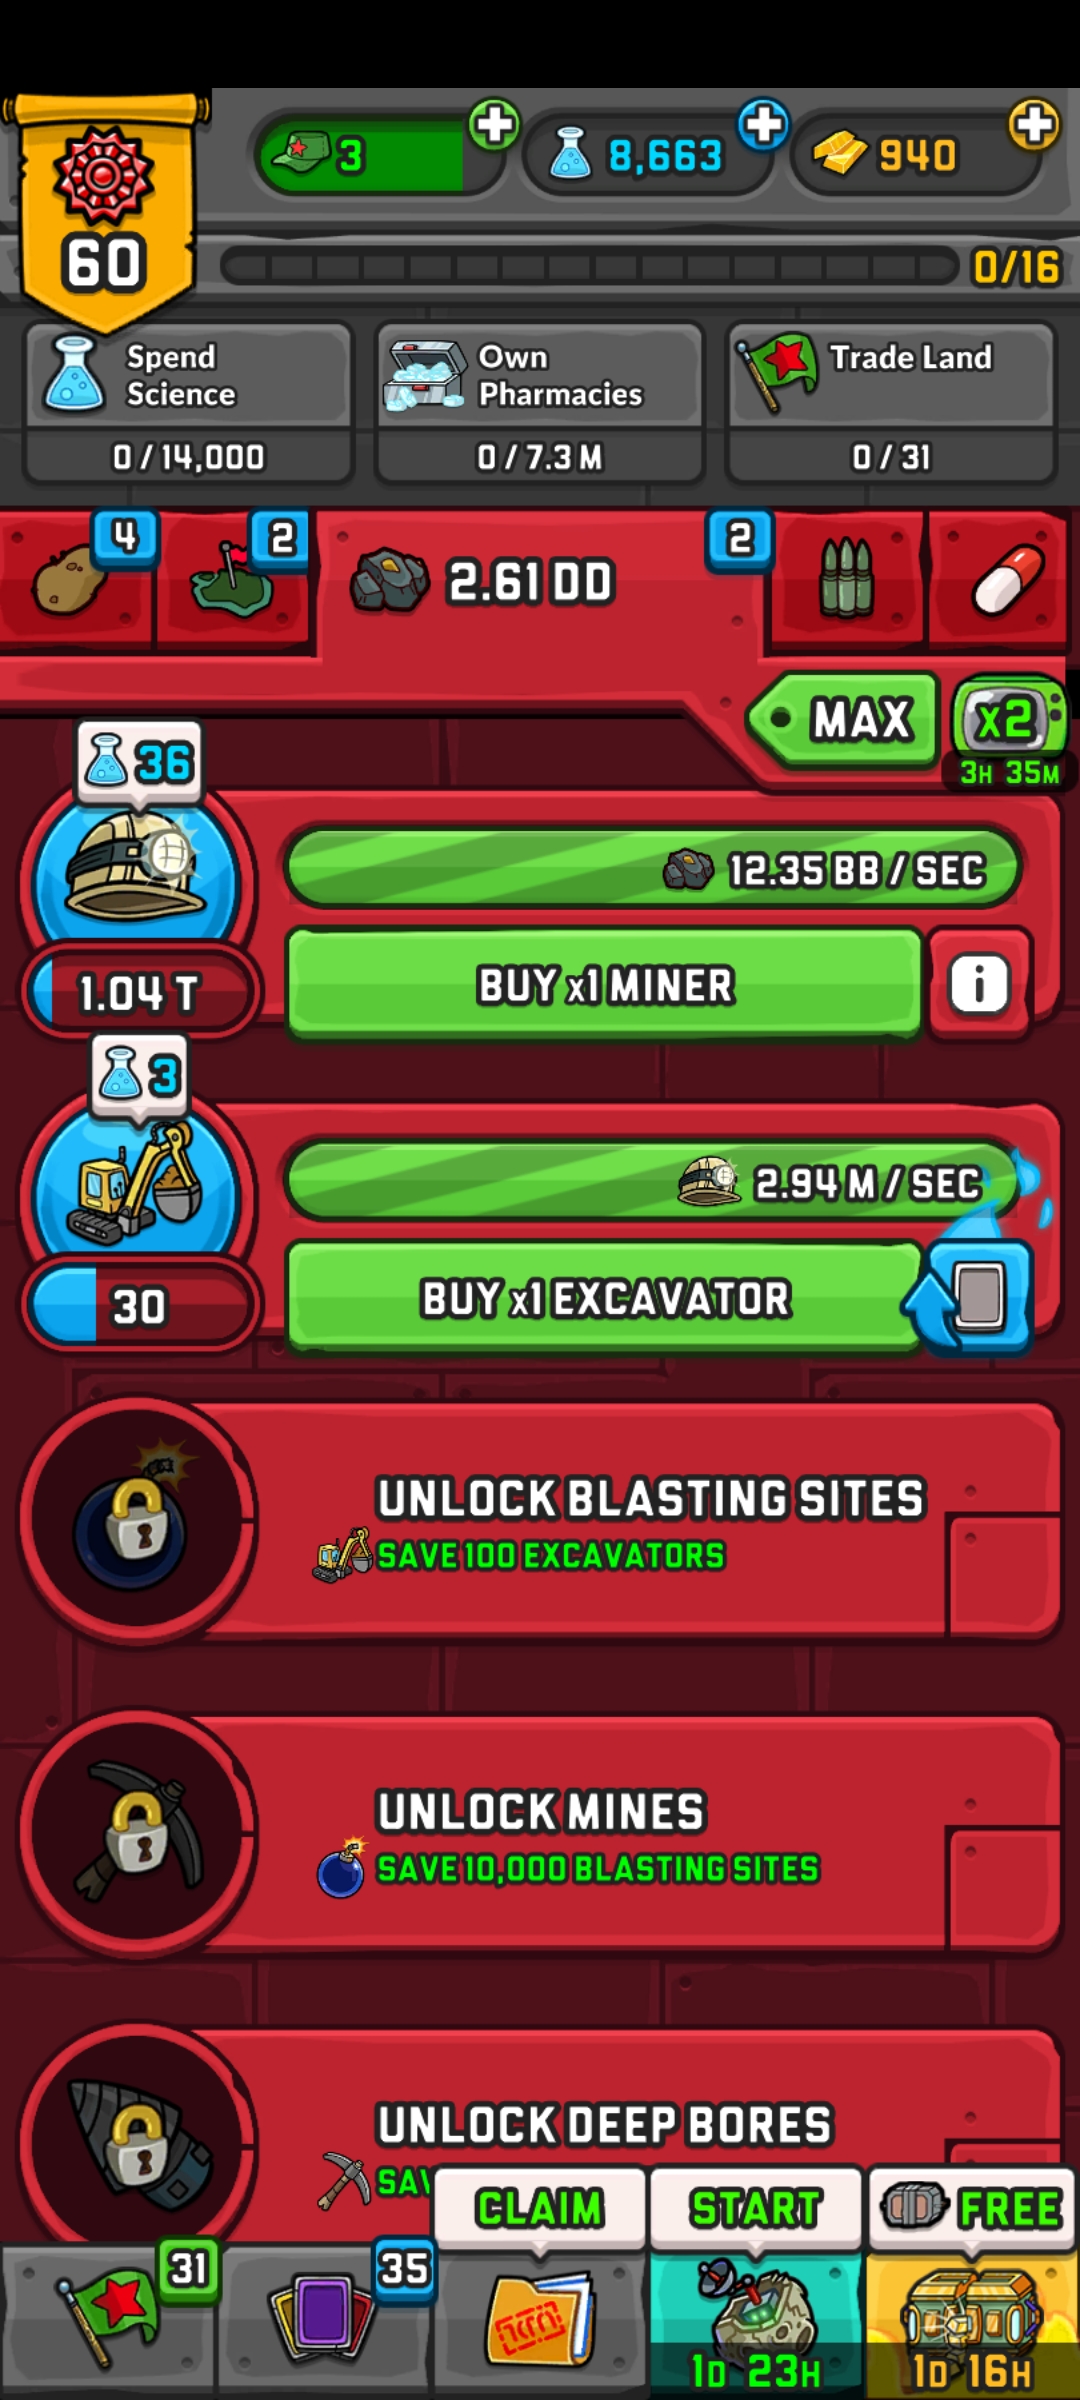 3
8,663
940
60
0/16
Spend
Science
0/14,000
Own
Pharmacies
0/7.3 M
Trade Land
0/31
4
2
2.61 DD
2
MAX
x2
3H 35M
36
12.35 BB / SEC
1.04 T
BUY x1 MINER
i
3
2.94 M / SEC
30
BUY x1 EXCAVATOR
UNLOCK BLASTING SITES
SAVE 100 EXCAVATORS
UNLOCK MINES
SAVE 10,000 BLASTING SITES
UNLOCK DEEP BORES
CLAIM
START
FREE
31
35
1D 23H
1D 16H